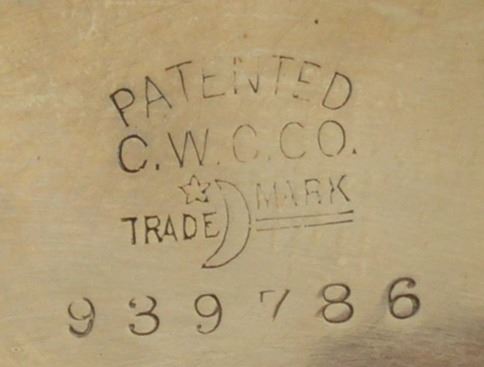 PATENTED
C.W.C.CO.
MARK
TRADE
939786